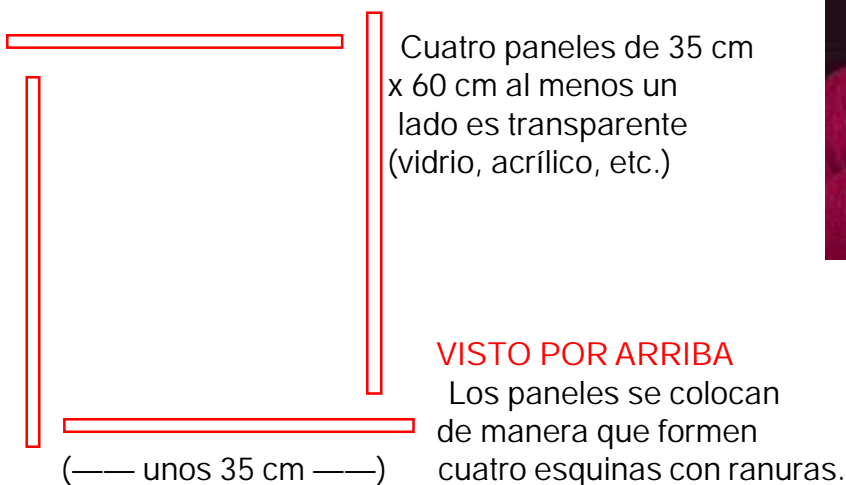 Cuatro paneles de 35 cm
x 60 cm al menos un
lado es transparente
(vidrio, acrílico, etc.)
VISTO POR ARRIBA
Los paneles se colocan
de manera que formen
(—— unos 35 cm ——) cuatro esquinas con ranuras.